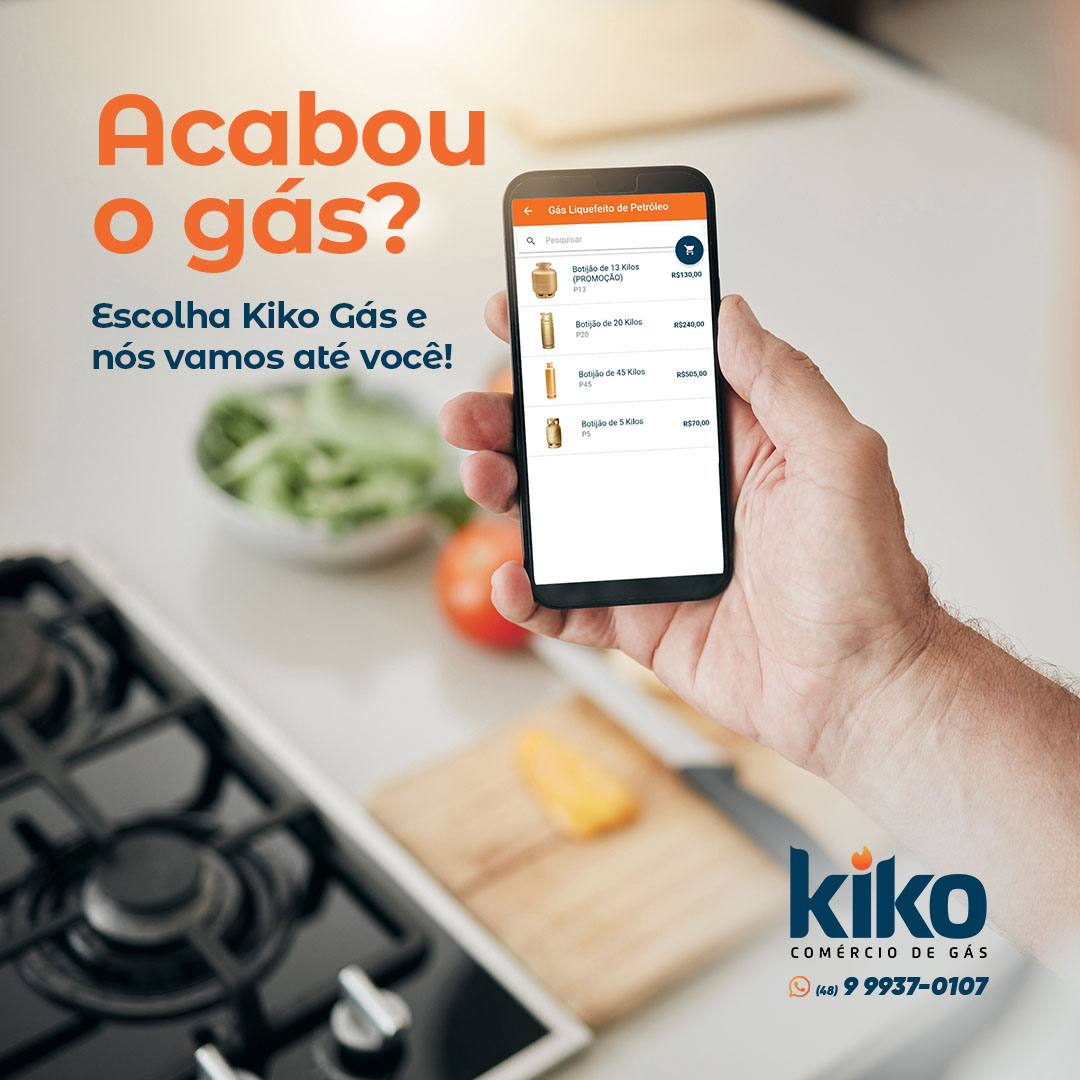 Acabou
o gás?
Escolha Kiko Gás e
nós vamos até você!
Gás Liquefeito de Petróleo
Pesquisar
Botijão de 13 Kilos
(PROMOÇÃO)
P13
R$130,00
Botijão de 20 Kilos
P20
R$240,00
Botijão de 45 Kilos
P45
R$505,00
Botijão de 5 Kilos
P5
R$70,00
kiko
COMÉRCIO DE GÁS
(48) 9 9937-0107